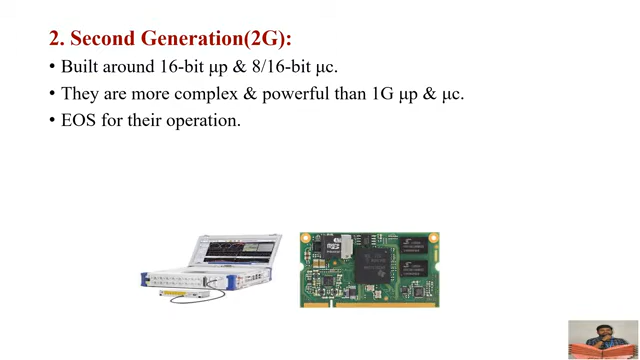 2. Second Generation(2G):
• Built around 16-bit μp & 8/16-bit μc.
• They are more complex & powerful than 1G μp & μc.
• EOS for their operation.